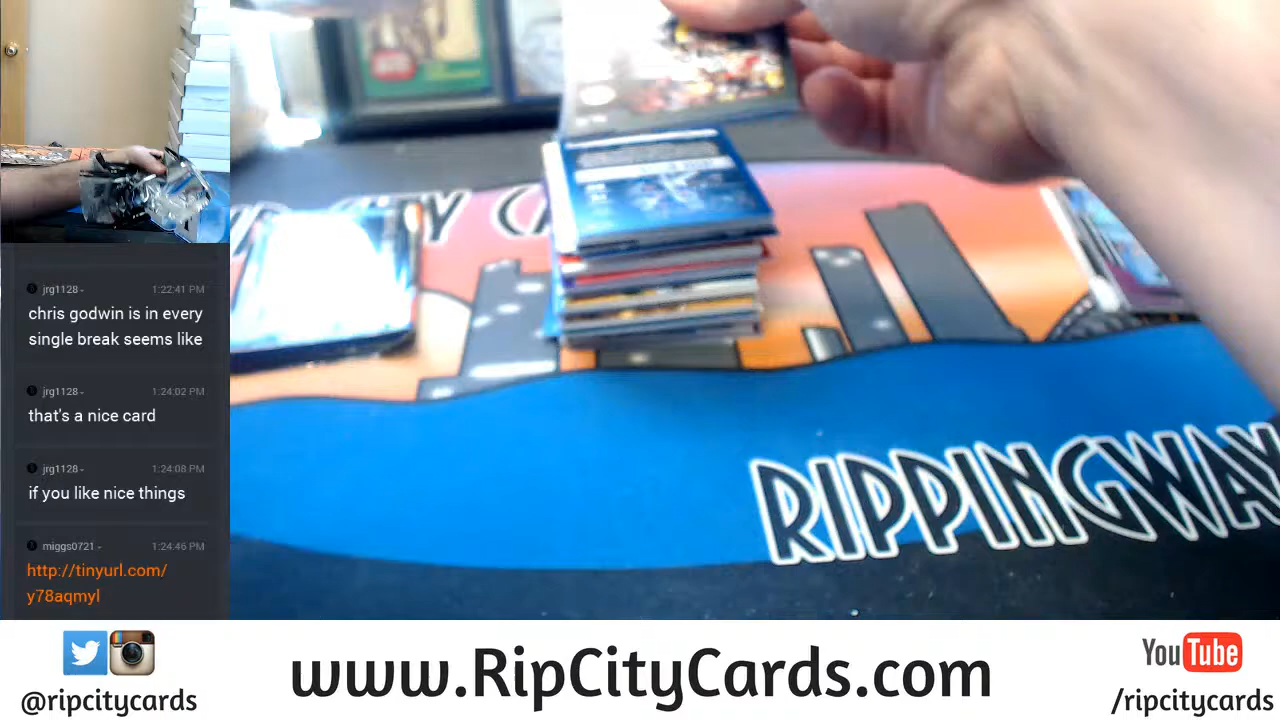 jrg1128 - 1:22:41 PM
chris godwin is in every
single break seems like
jrg1128 - 1:24:02 PM
that's a nice card
jrg1128 - 1:24:08 PM
if you like nice things
miggs0721 - 1:24:46 PM
http://tinyurl.com/
y78aqmyl
RIPPINGWAY
@ripcitycards
www.RipCityCards.com
YouTube
/ripcitycards